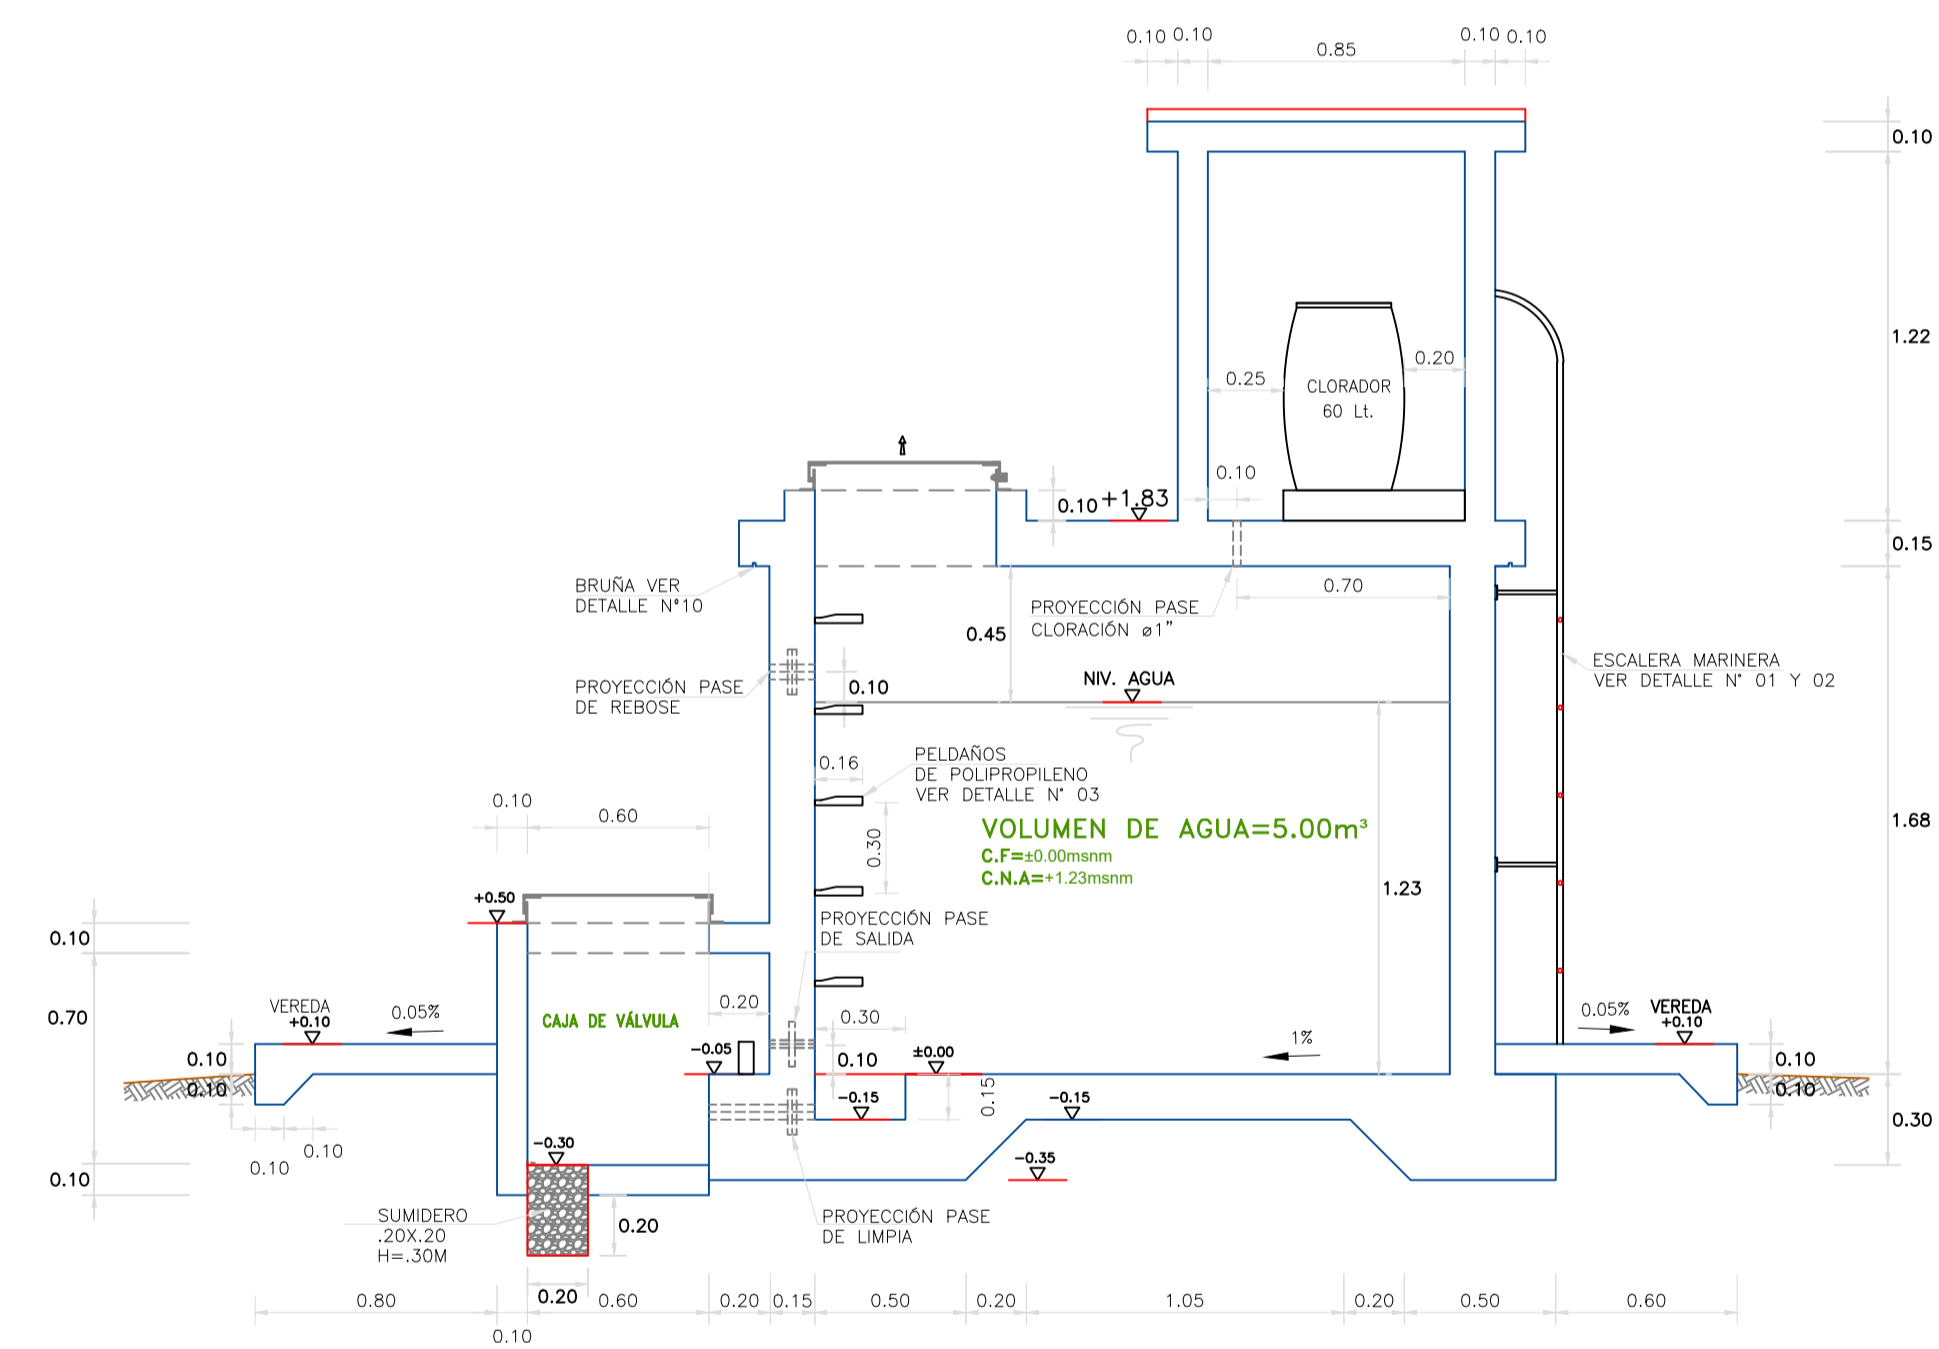 0.10 0.10 0.85 0.10 0.10
0.10
1.22
0.20
0.25
CLORADOR
60 Lt.
0.10
0.10 +1.83
0.15
BRUÑA VER
DETALLE N°10
0.70
PROYECCIÓN PASE
CLORACIÓN ⌀1”
0.45
ESCALERA MARINERA
VER DETALLE N° 01 Y 02
NIV. AGUA
PROYECCIÓN PASE
DE REBOSE
0.10
PELDAÑOS
DE POLIPROPILENO
VER DETALLE N° 03
0.16
0.10
0.60
0.30
VOLUMEN DE AGUA=5.00m³
C.F=±0.00msnm
C.N.A=+1.23msnm
1.68
1.23
+0.50
PROYECCIÓN PASE
DE SALIDA
0.10
0.70
VEREDA
+0.10
0.05%
CAJA DE VÁLVULA
0.20
0.30
1%
0.05%
VEREDA
+0.10
0.10
0.10
-0.05
0.10
±0.00
0.15
-0.15
-0.15
0.10
0.10
0.30
0.10
0.10
-0.30
-0.35
0.10
SUMIDERO
.20X.20
H=.30M
0.20
PROYECCIÓN PASE
DE LIMPIA
0.80 0.20 0.60 0.20 0.15 0.50 0.20 1.05 0.20 0.50 0.60
0.10